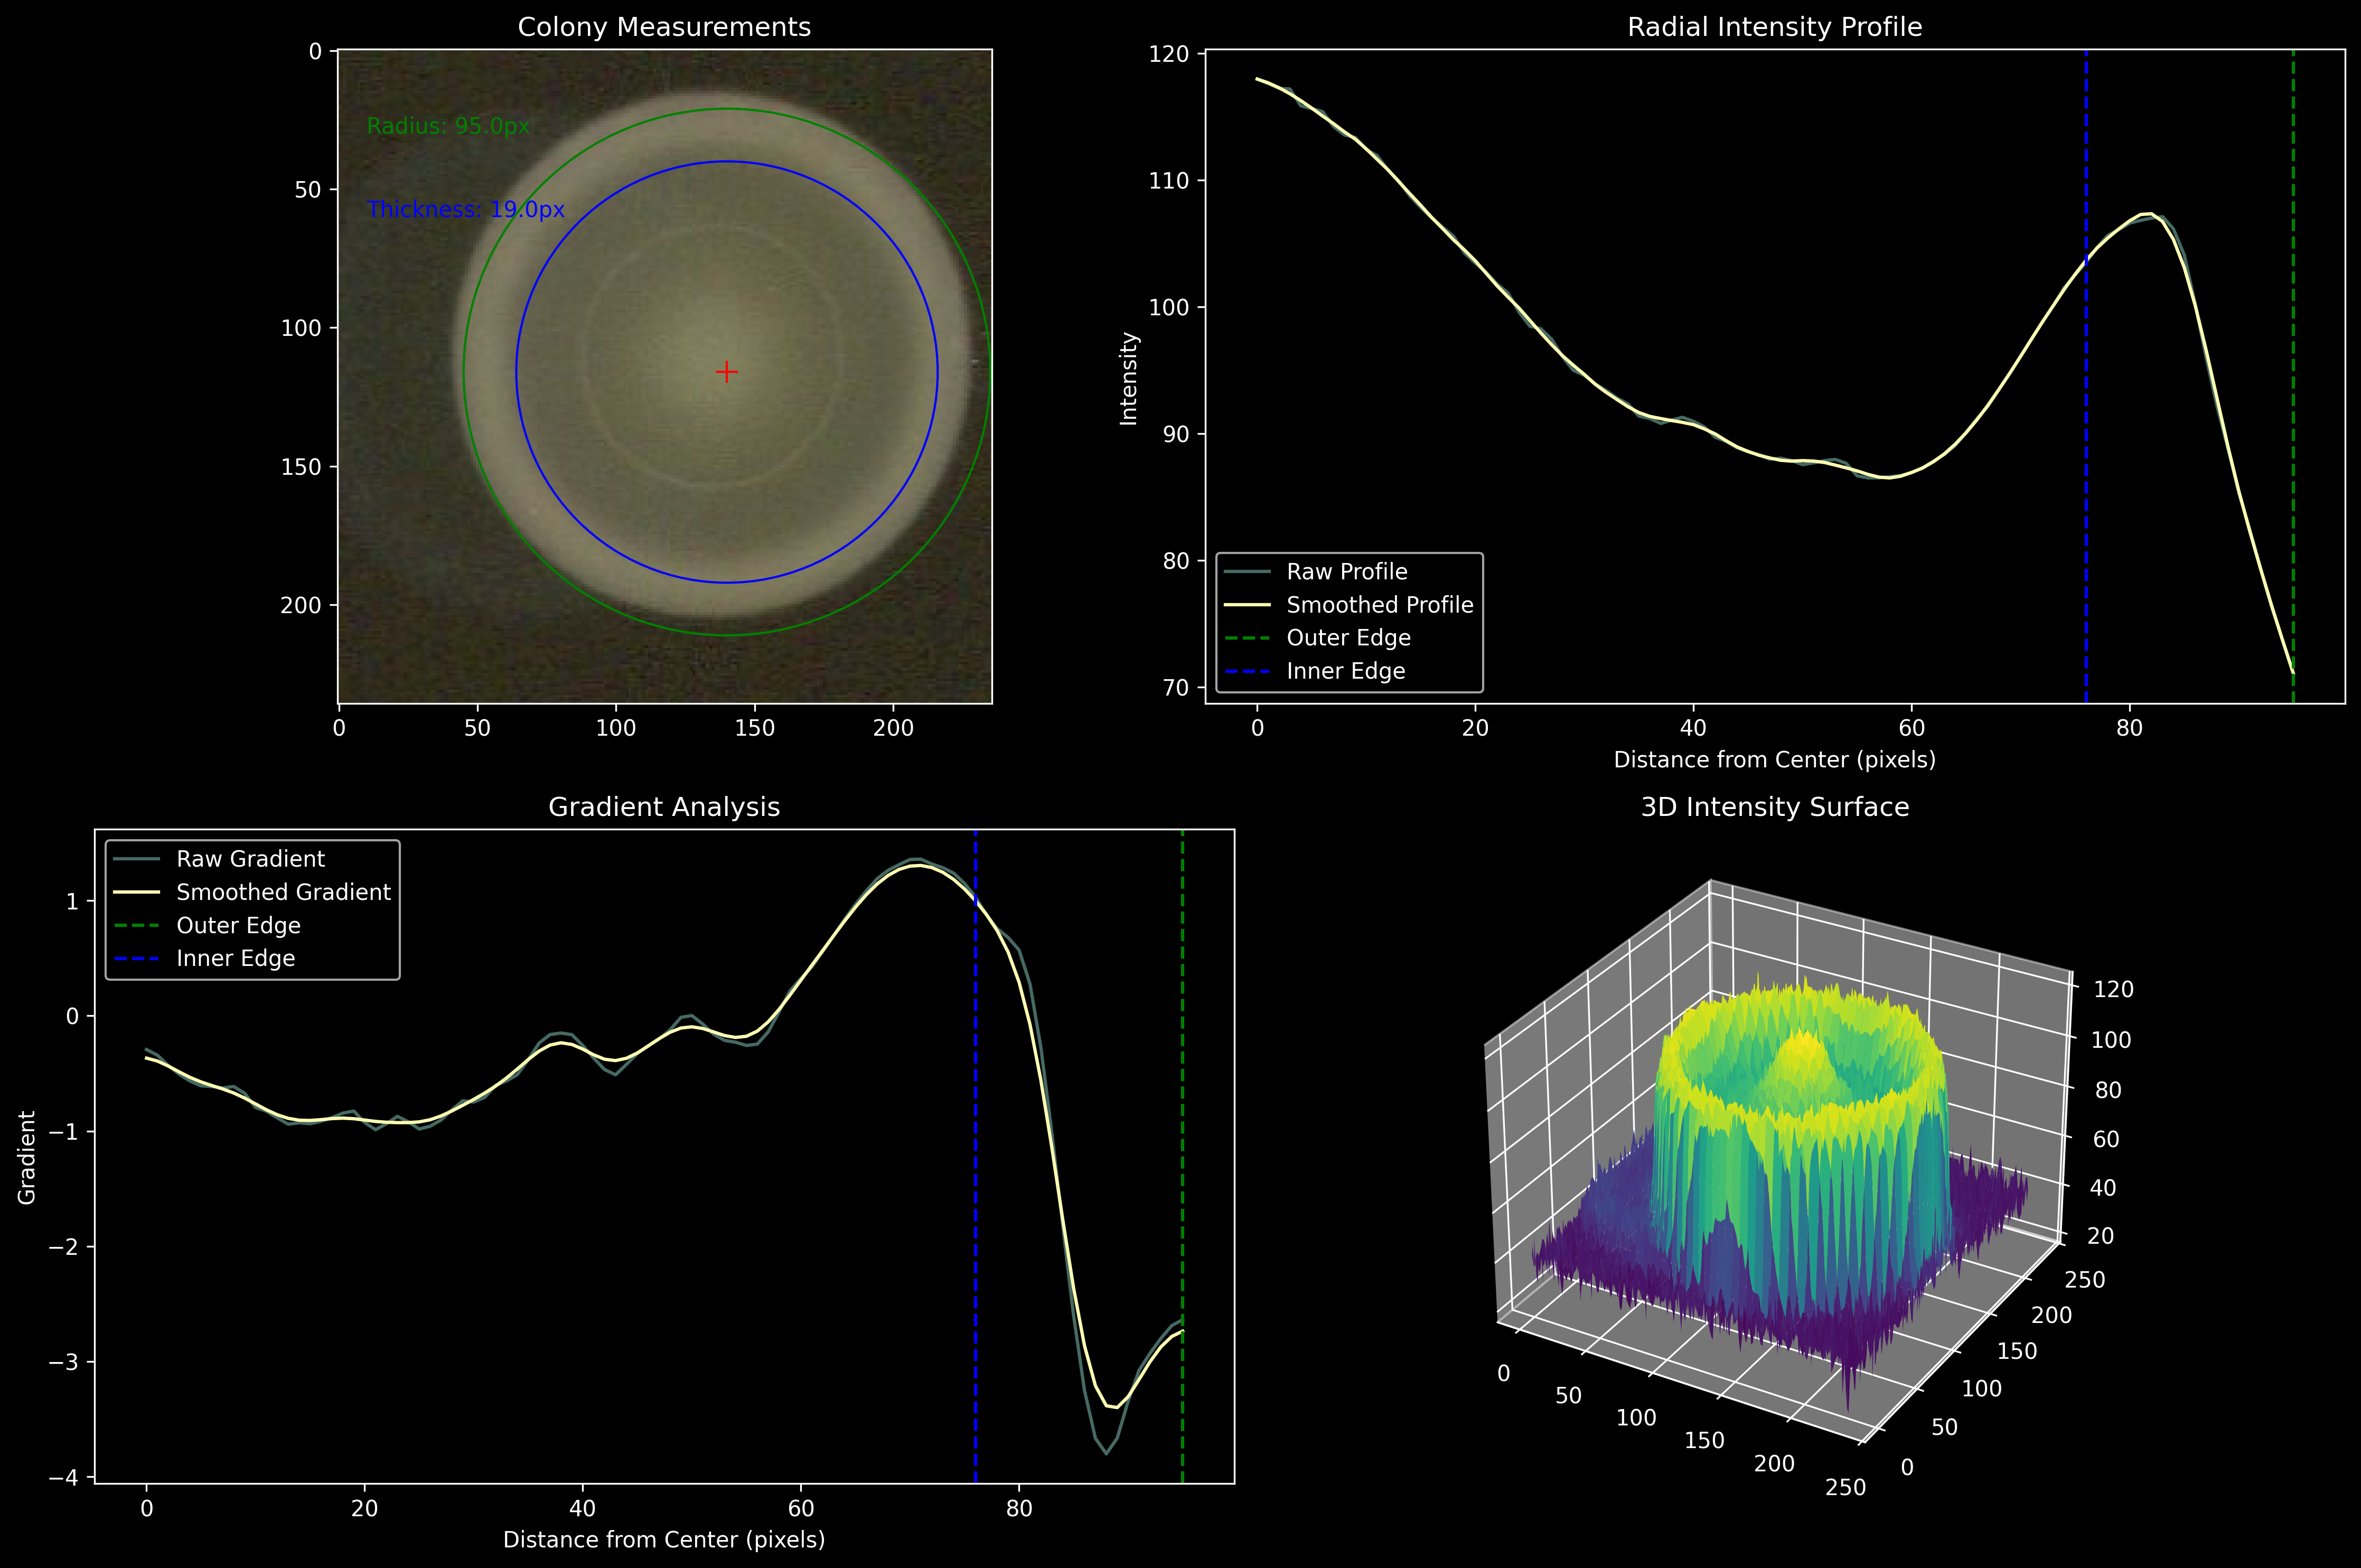 Colony Measurements
0
50
100
150
200
Radius: 95.0px
Thickness: 19.0px
0
50
100
150
200
Radial Intensity Profile
Intensity
120
110
100
90
80
70
Raw Profile
Smoothed Profile
Outer Edge
Inner Edge
0
20
40
60
80
Distance from Center (pixels)
Gradient Analysis
Gradient
1
0
−1
−2
−3
−4
Raw Gradient
Smoothed Gradient
Outer Edge
Inner Edge
0
20
40
60
80
Distance from Center (pixels)
3D Intensity Surface
120
100
80
60
40
20
250
200
150
100
50
0
0
50
100
150
200
250